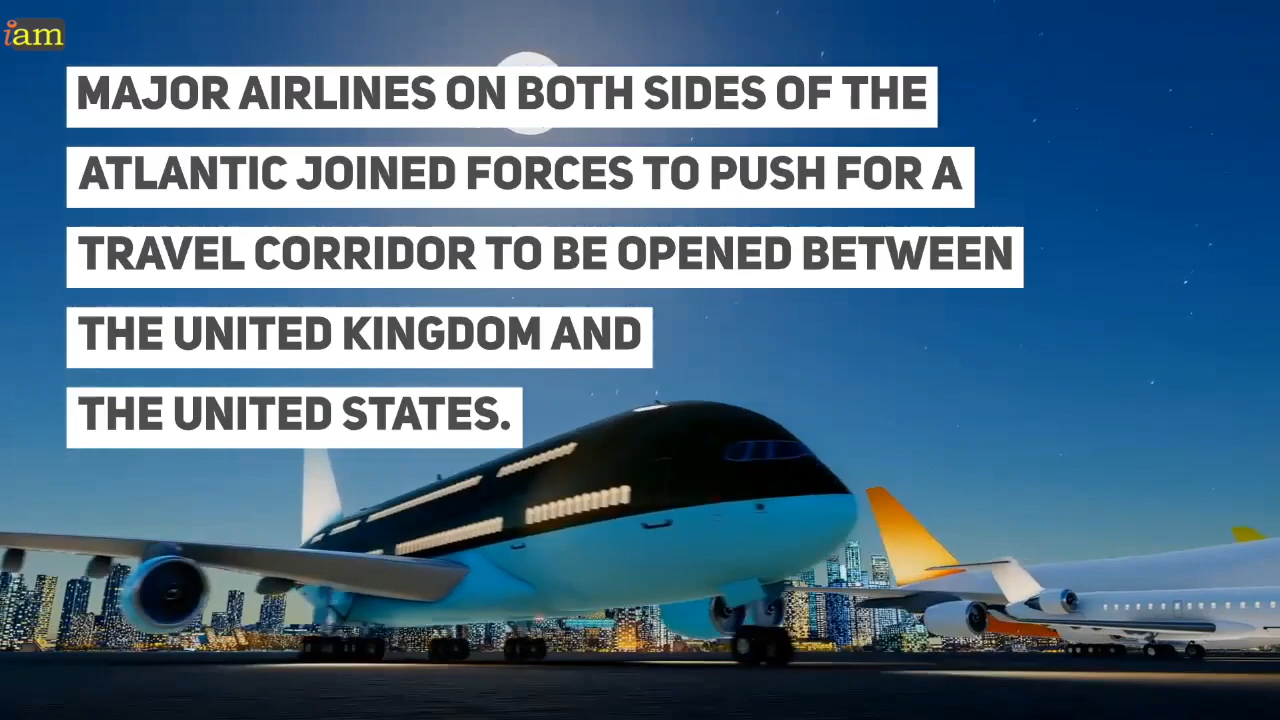 iam
MAJOR AIRLINES ON BOTH SIDES OF THE
ATLANTIC JOINED FORCES TO PUSH FOR A
TRAVEL CORRIDOR TO BE OPENED BETWEEN
THE UNITED KINGDOM AND
THE UNITED STATES.